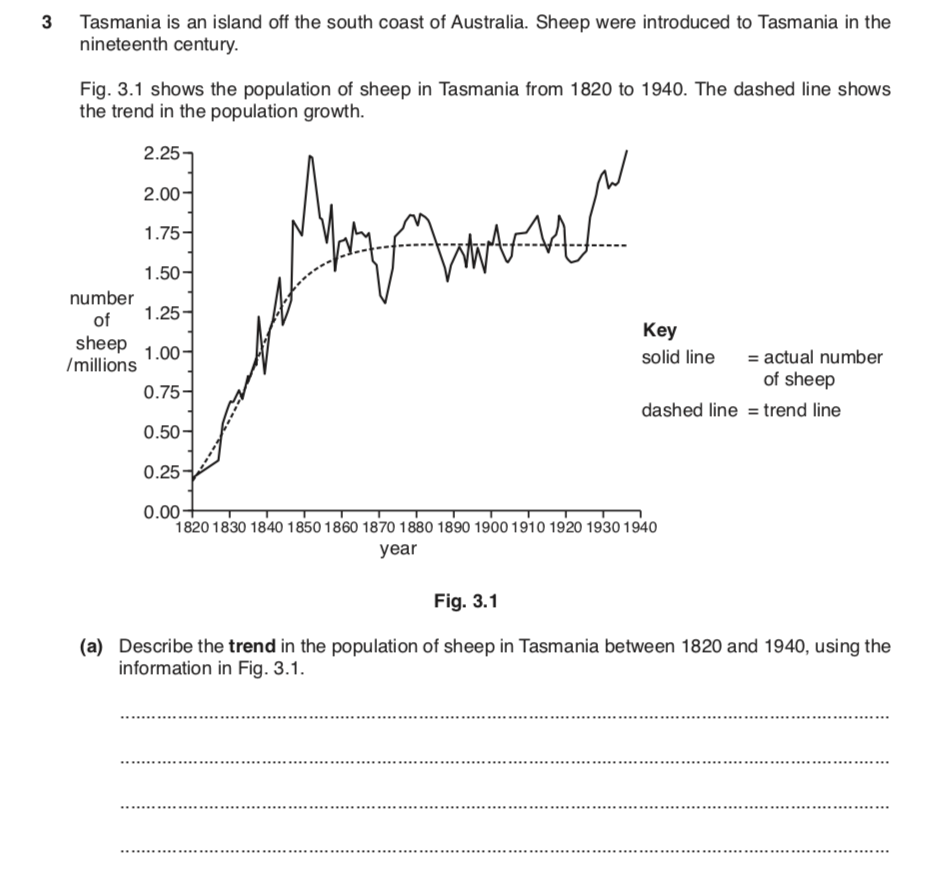 3 Tasmania is an island off the south coast of Australia. Sheep were introduced to Tasmania in the
nineteenth century.
Fig. 3.1 shows the population of sheep in Tasmania from 1820 to 1940. The dashed line shows
the trend in the population growth.
2.25
2.00
1.75
1.50
1.25
1.00
0.75
0.50
0.25
0.00
number
of
sheep
/millions
1820 1830 1840 1850 1860 1870 1880 1890 1900 1910 1920 1930 1940
year
Key
solid line = actual number
of sheep
dashed line = trend line
Fig. 3.1
(a) Describe the trend in the population of sheep in Tasmania between 1820 and 1940, using the
information in Fig. 3.1.